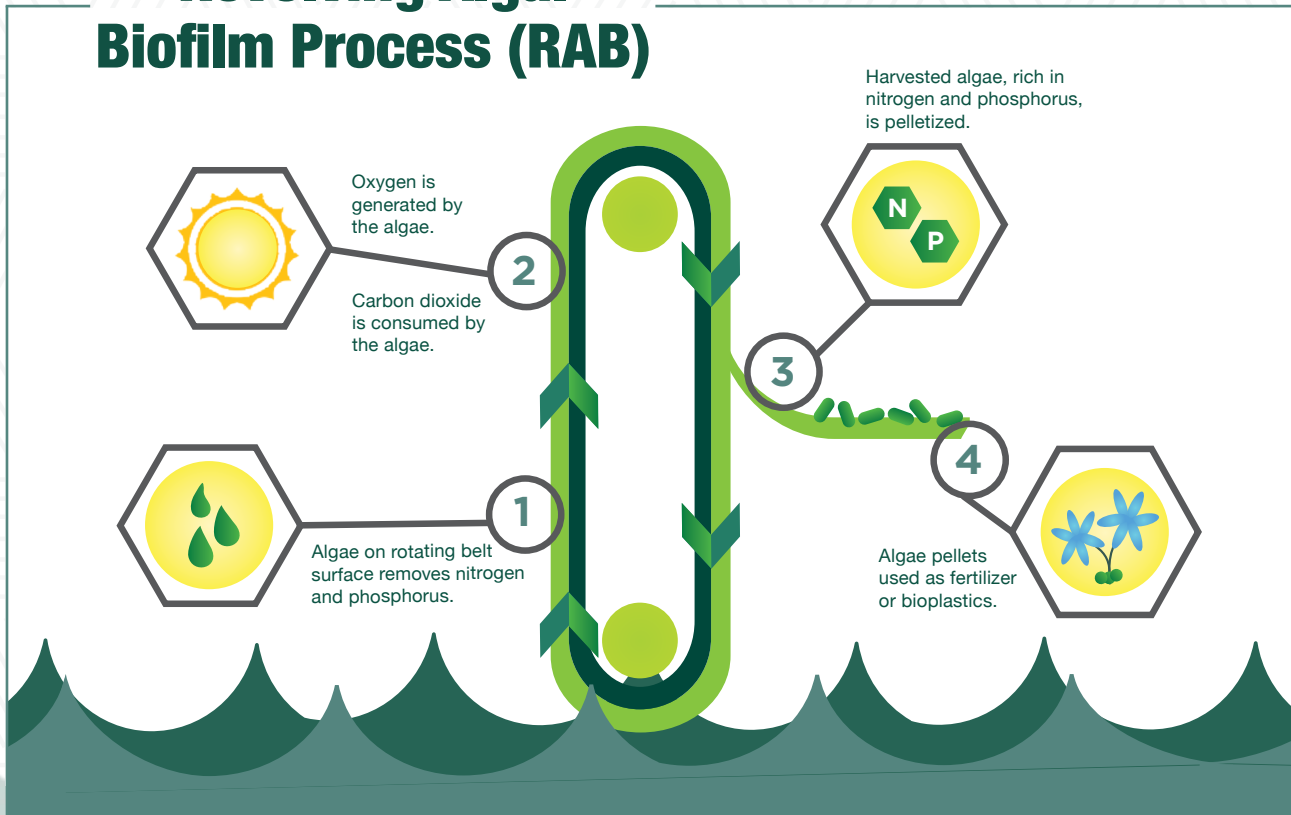 Biofilm Process (RAB)
Harvested algae, rich in
nitrogen and phosphorus,
is pelletized.
Oxygen is
generated by
the algae.
N
P
2
Carbon dioxide
is consumed by
the algae.
3
4
1
Algae on rotating belt
surface removes nitrogen
and phosphorus.
Algae pellets
used as fertilizer
or bioplastics.